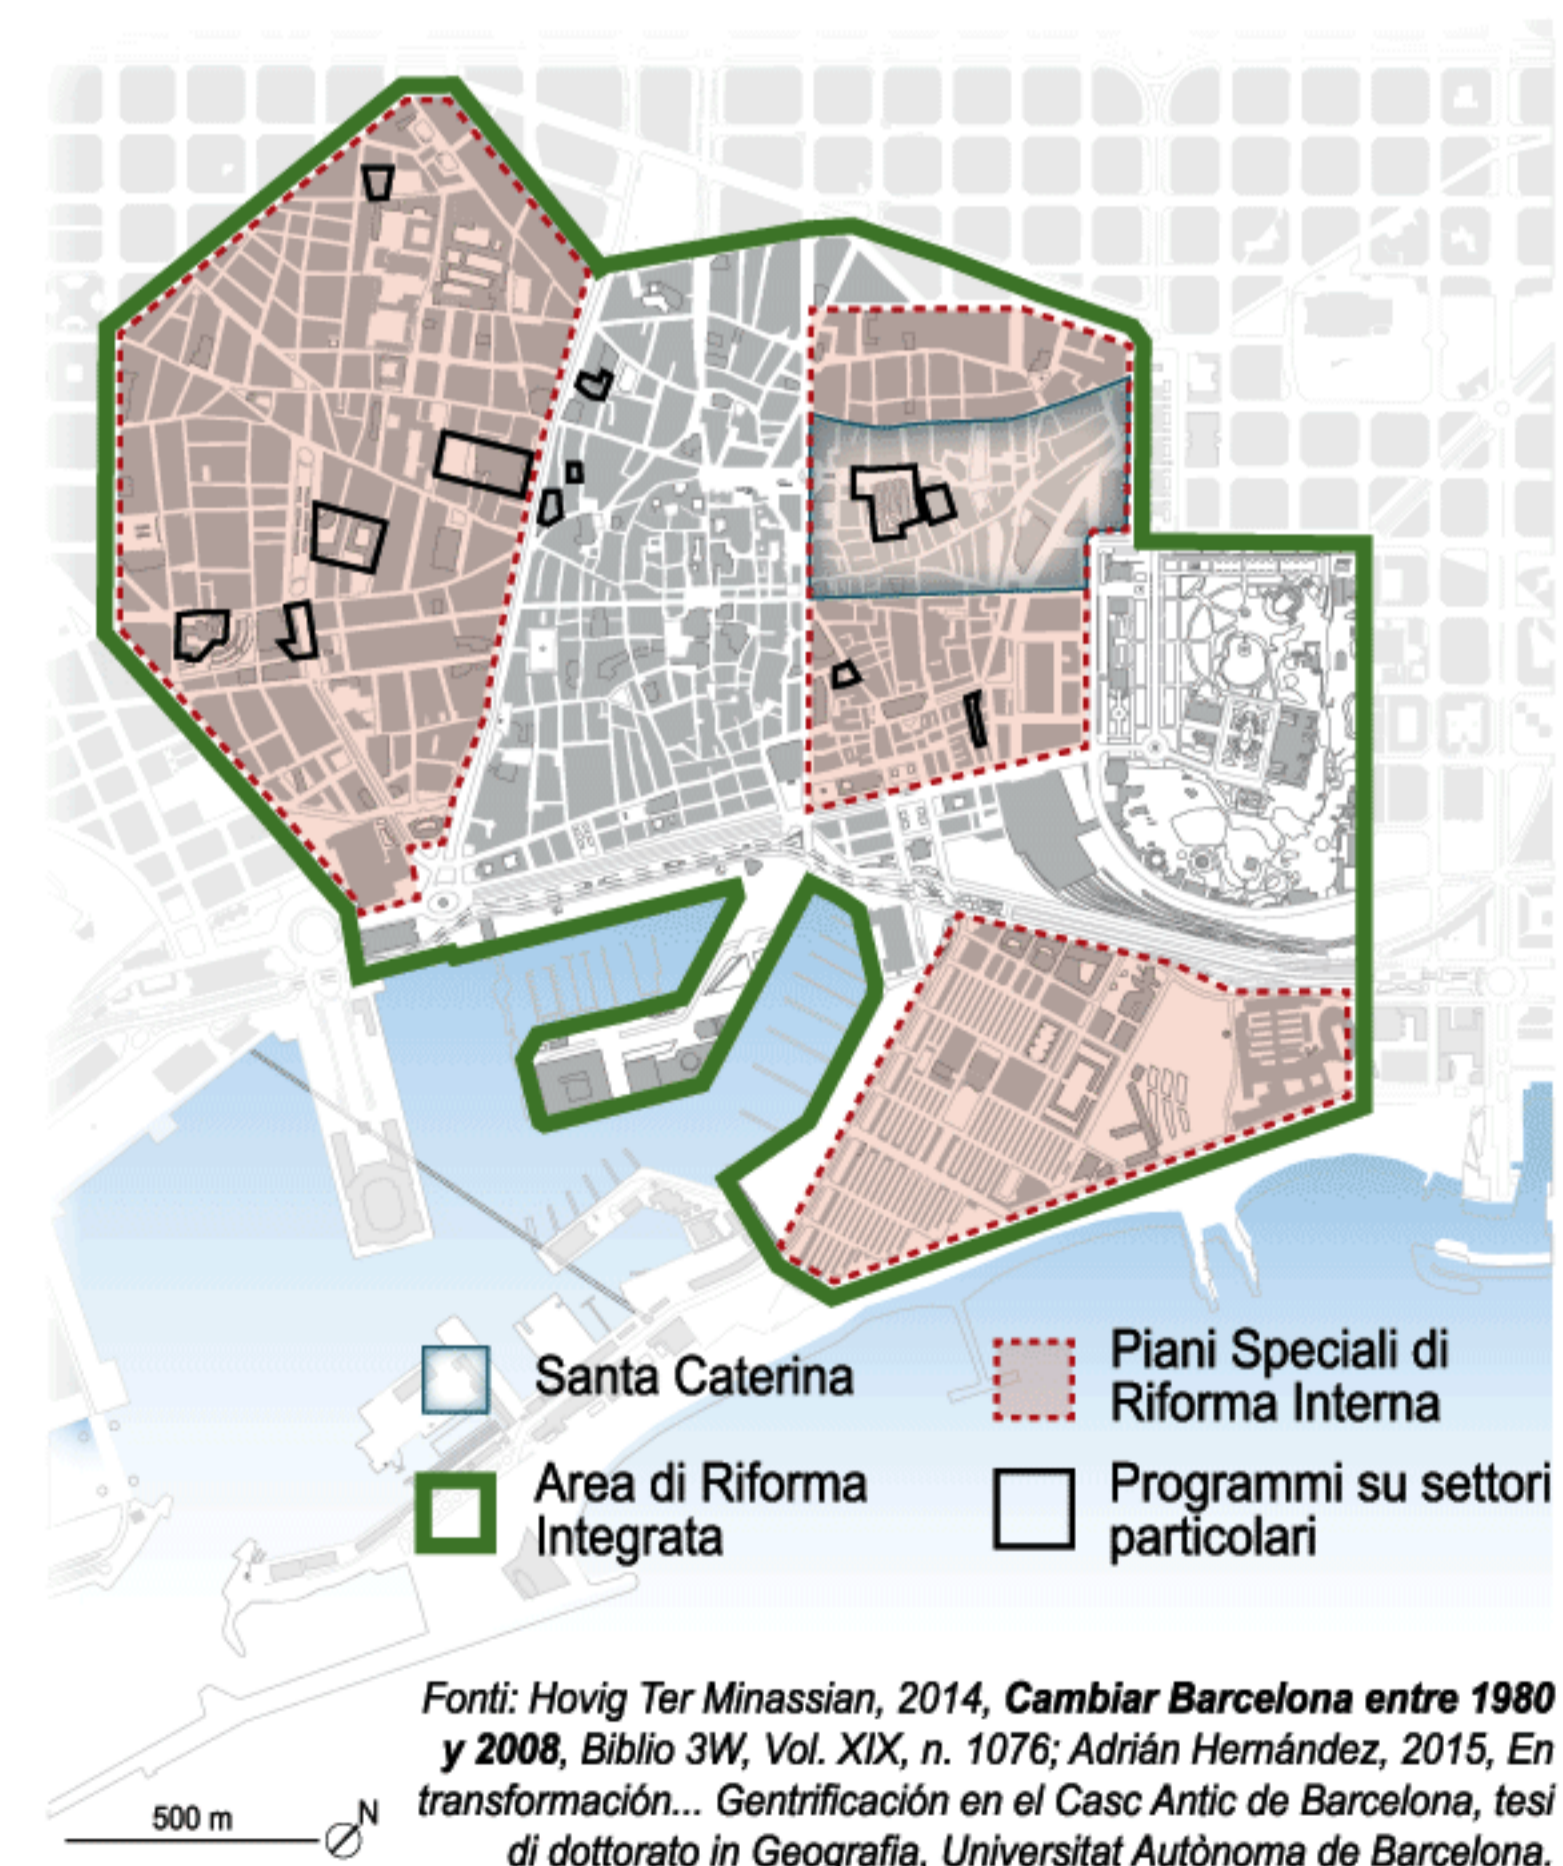 Santa Caterina
Piani Speciali di
Riforma Interna
Area di Riforma
Integrata
Programmi su settori
particolari
Fonti: Hovig Ter Minassian, 2014, Cambiar Barcelona entre 1980
y 2008, Biblio 3W, Vol. XIX, n. 1076; Adrián Hernández, 2015, En
transformación... Gentrificación en el Casc Antic de Barcelona, tesi
di dottorato in Geografia, Universitat Autònoma de Barcelona.
500 m
N